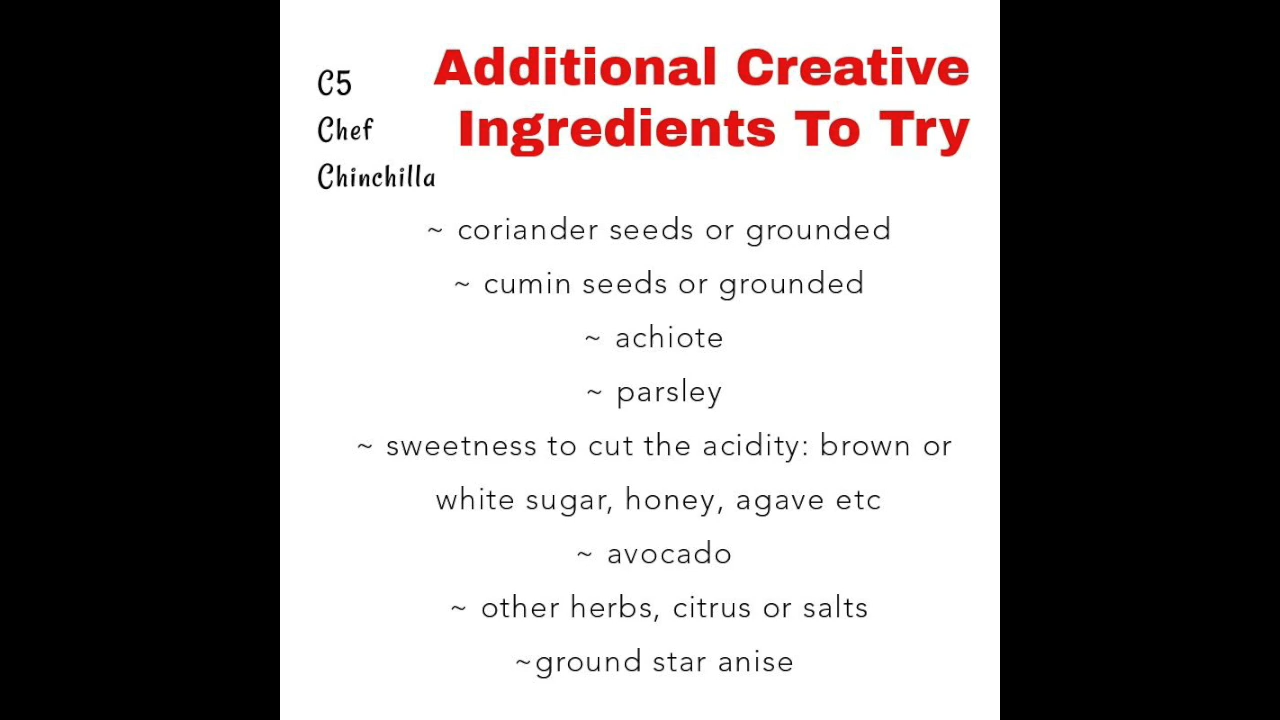 C5
Chef
Chinchilla
Additional Creative
Ingredients To Try
~ coriander seeds or grounded
~ cumin seeds or grounded
~ achiote
~ parsley
~ sweetness to cut the acidity: brown or
white sugar, honey, agave etc
~ avocado
~ other herbs, citrus or salts
~ground star anise